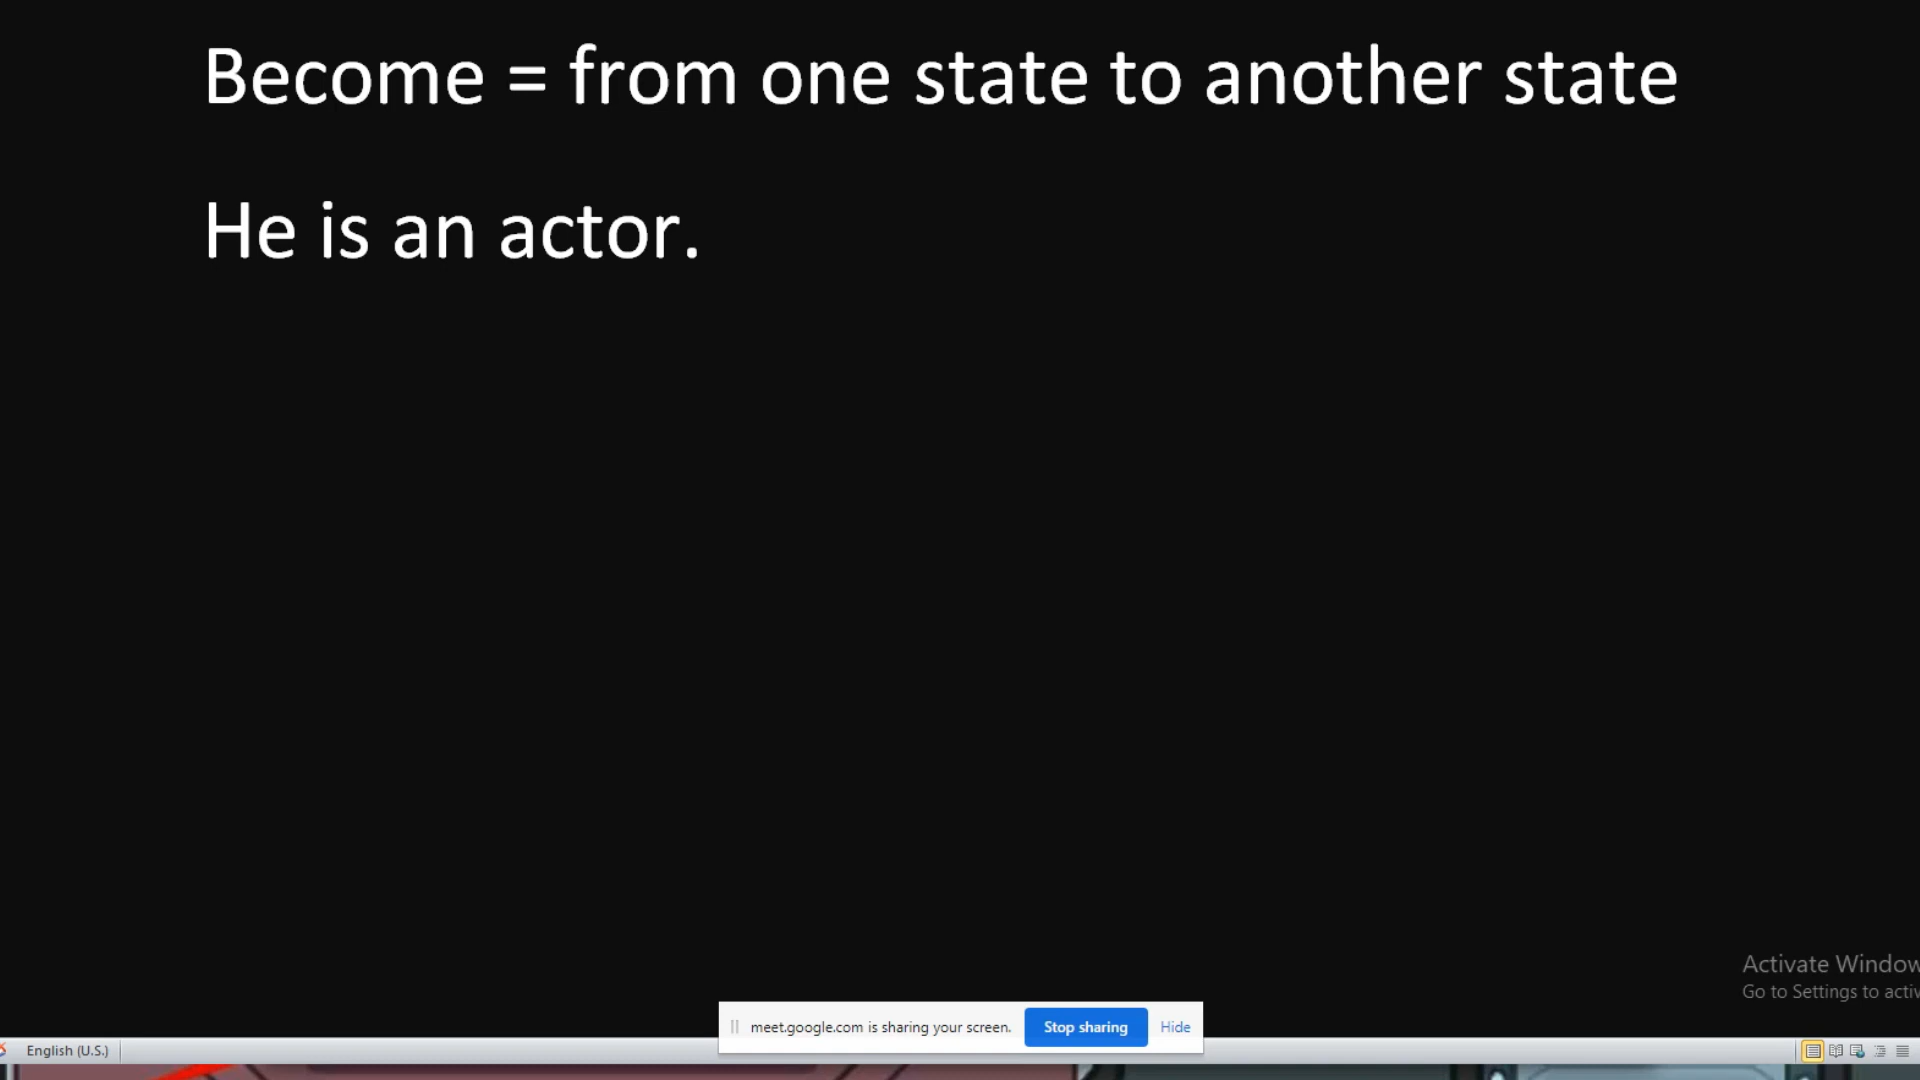 Become = from one state to another state
He is an actor.
Activate Window
Go to Settings to activ
meet.google.com is sharing your screen. Stop sharing Hide
English (U.S.)